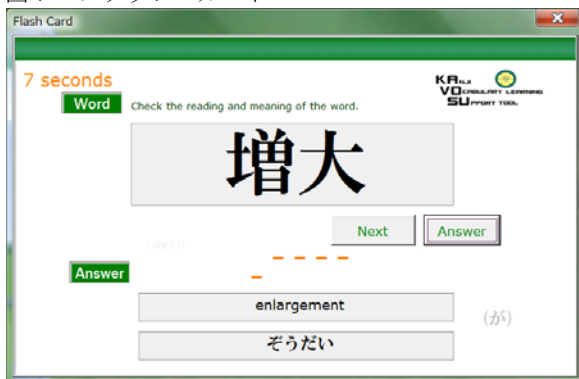 Flash Card
7 seconds
KANJI
VOCABULARY LEARNING
SUPPORT TOOL
Word
Check the reading and meaning of the word.
増大
Next
Answer
Answer
enlargement
(が)
ぞうだい